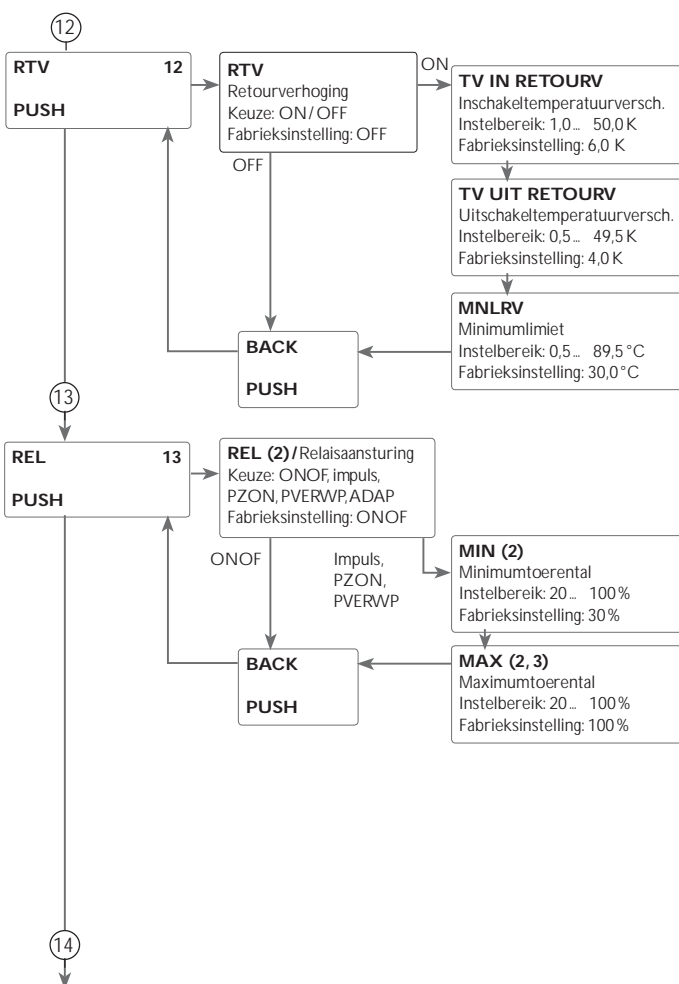 12
RTV 12
PUSH
RTV
Retourverhoging
Keuze: ON / OFF
Fabrieksinstelling: OFF
ON
OFF
TV IN RETOURV
Inschakeltemperatuurversch.
Instelbereik: 1,0 ... 50,0 K
Fabrieksinstelling: 6,0 K
TV UIT RETOURV
Uitschakeltemperatuurversch.
Instelbereik: 0,5 ... 49,5 K
Fabrieksinstelling: 4,0 K
MNLRV
Minimumlimiet
Instelbereik: 0,5 ... 89,5 °C
Fabrieksinstelling: 30,0 °C
BACK
PUSH
13
REL 13
PUSH
REL (2)/Relaisaansturing
Keuze: ONOF, impuls,
PZON, PVERWP, ADAP
Fabrieksinstelling: ONOF
ONOF
Impuls,
PZON,
PVERWP
MIN (2)
Minimumtoerental
Instelbereik: 20 ... 100 %
Fabrieksinstelling: 30 %
MAX (2, 3)
Maximumtoerental
Instelbereik: 20 ... 100 %
Fabrieksinstelling: 100 %
BACK
PUSH
14